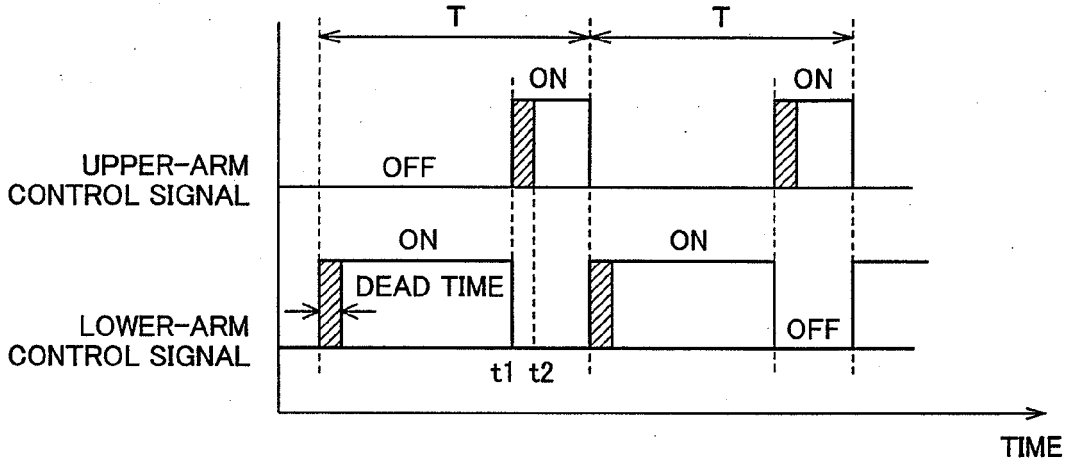 T T
ON ON
UPPER-ARM
CONTROL SIGNAL
OFF
ON ON
DEAD TIME
LOWER-ARM
CONTROL SIGNAL
OFF
t1 t2
TIME